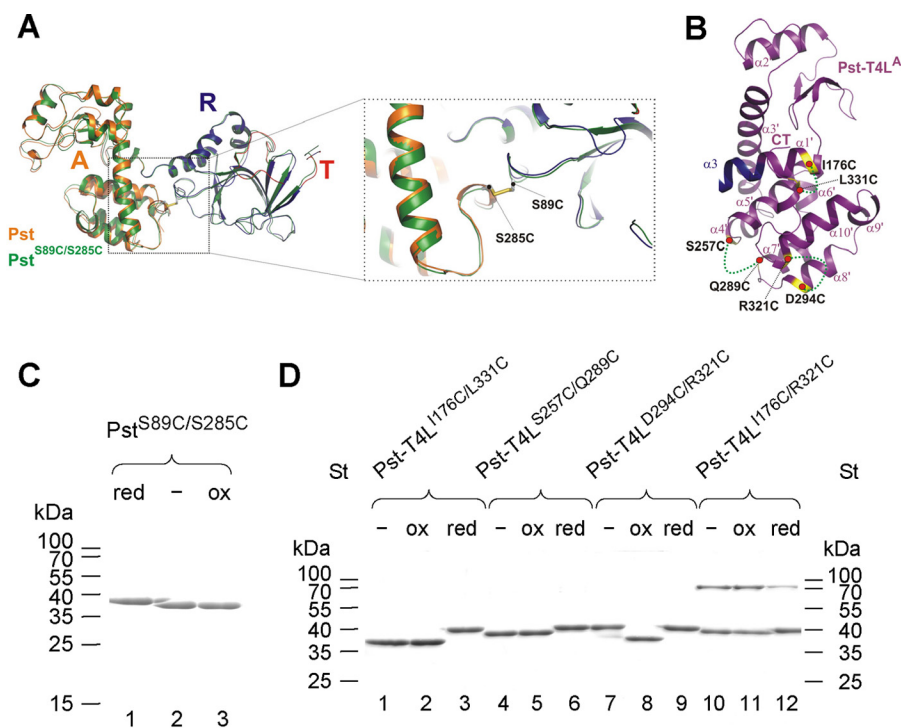 A
R
A
T
Pst
Pst S89C/S285C
S89C
S285C
B
α2
Pst-T4L A
α3'
CT
α1'
α3
I176C
L331C
α5'
α6'
α4'
α10'
α9'
S257C
α7'
Q289C
α8'
R321C
D294C
C
Pst S89C/S285C
red – ox
kDa
100
70
55
40
35
25
15
1 2 3
D
St Pst-T4L I176C/L331C Pst-T4L S257C/Q289C Pst-T4L D294C/R321C Pst-T4L I176C/R321C St
– ox red – ox red – ox red – ox red
kDa kDa
100 100
70 70
55 55
40 40
35 35
25 25
1 2 3 4 5 6 7 8 9 10 11 12